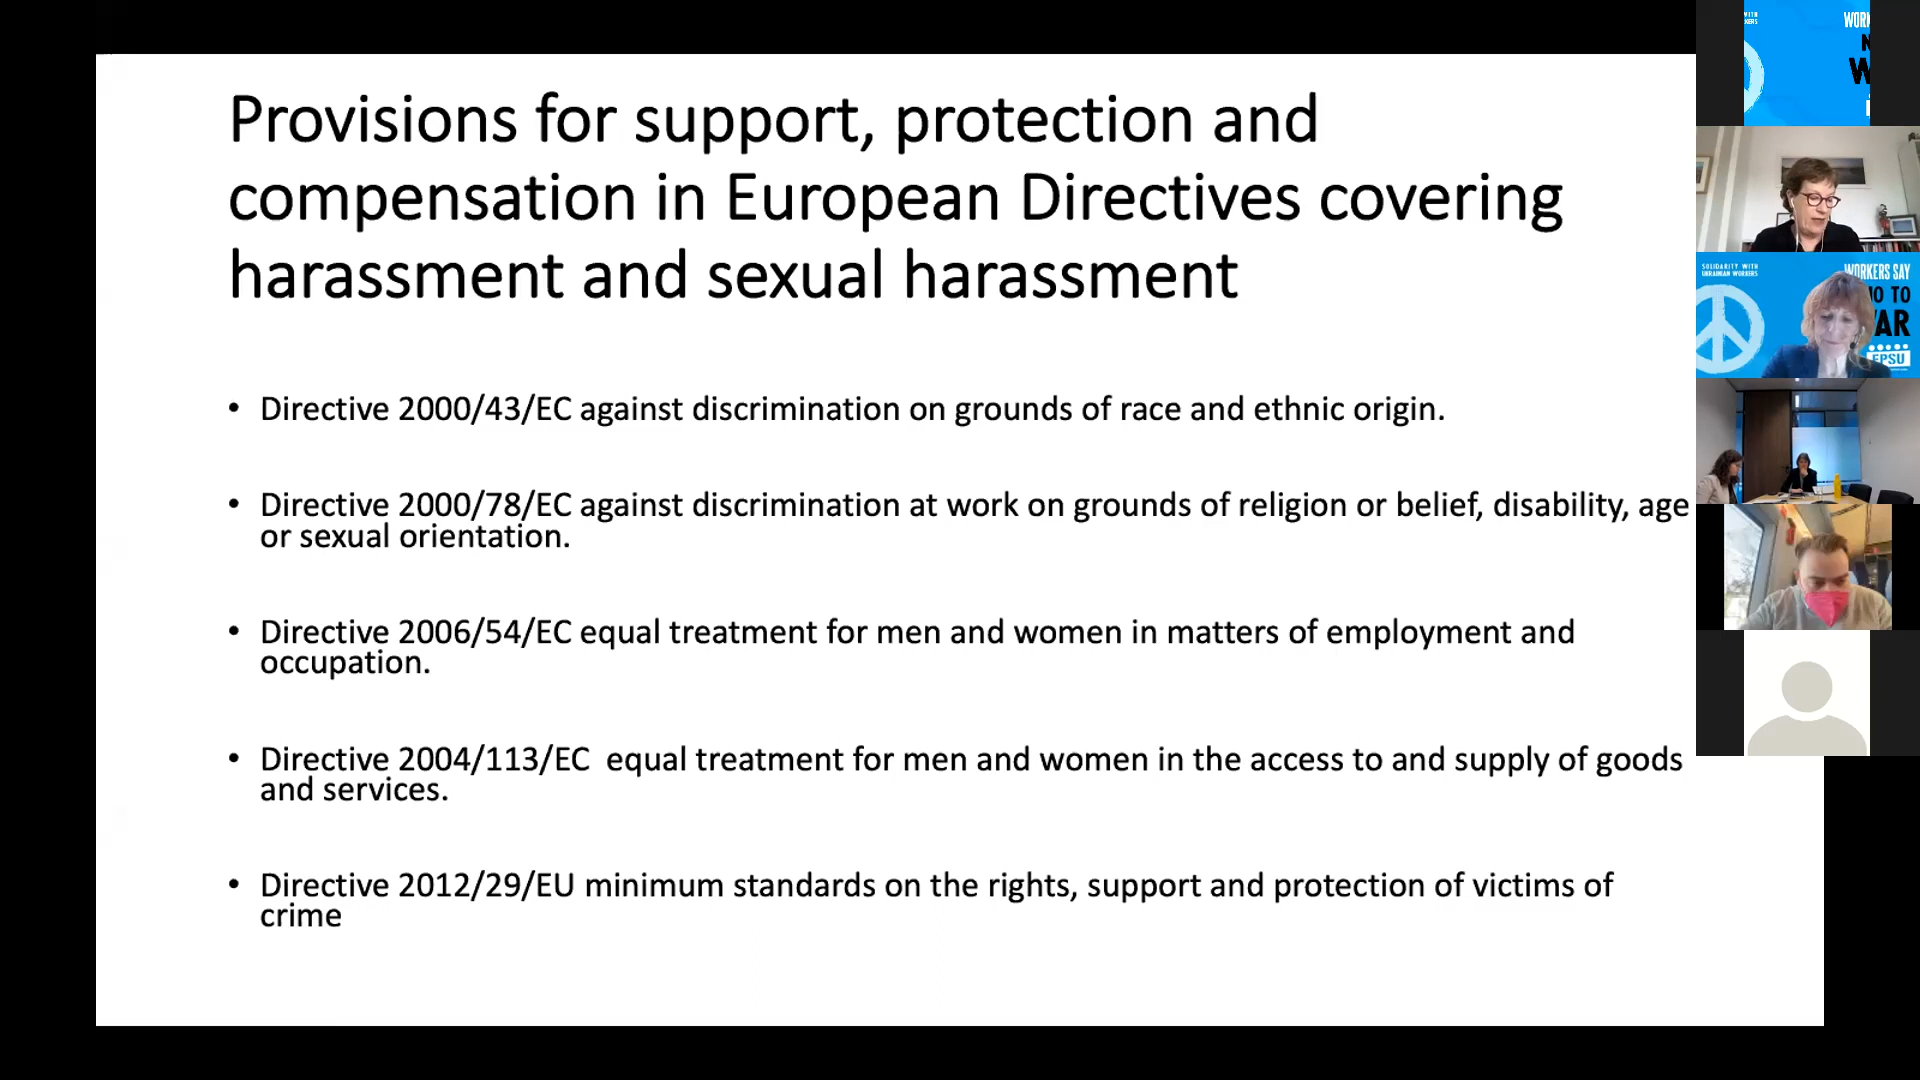 Provisions for support, protection and
compensation in European Directives covering
harassment and sexual harassment
• Directive 2000/43/EC against discrimination on grounds of race and ethnic origin.
• Directive 2000/78/EC against discrimination at work on grounds of religion or belief, disability, age
or sexual orientation.
• Directive 2006/54/EC equal treatment for men and women in matters of employment and
occupation.
• Directive 2004/113/EC  equal treatment for men and women in the access to and supply of goods
and services.
• Directive 2012/29/EU minimum standards on the rights, support and protection of victims of
crime
SOLIDARITY WITH
UKRAINIAN WORKERS
WORKERS SAY
TO
EPSU